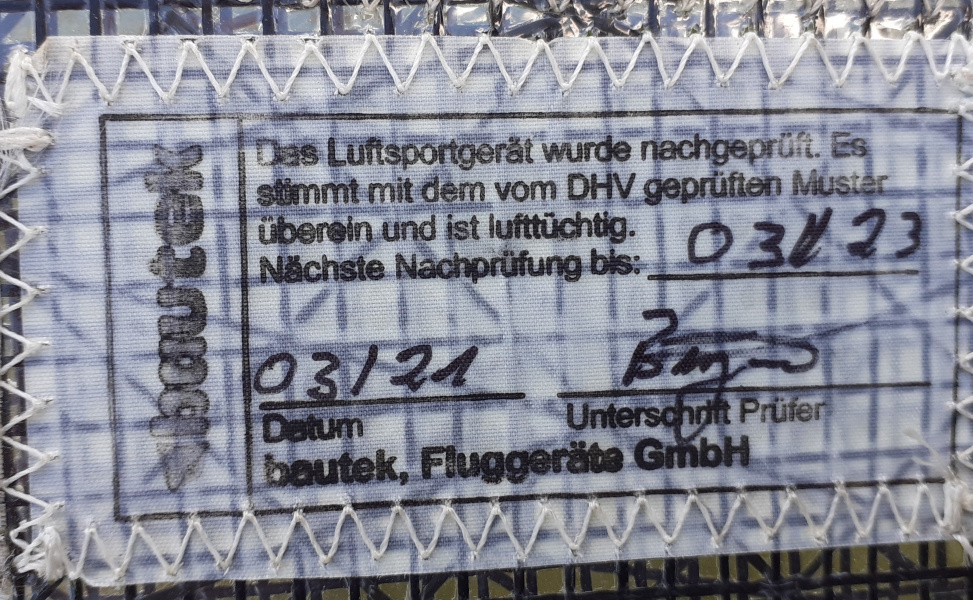 bautek
Das Luftsportgerät wurde nachgeprüft. Es
stimmt mit dem vom DHV geprüften Muster
überein und ist lufttüchtig.
Nächste Nachprüfung bis: 03/23
03/21
Datum
Unterschrift Prüfer
bautek, Fluggeräte GmbH